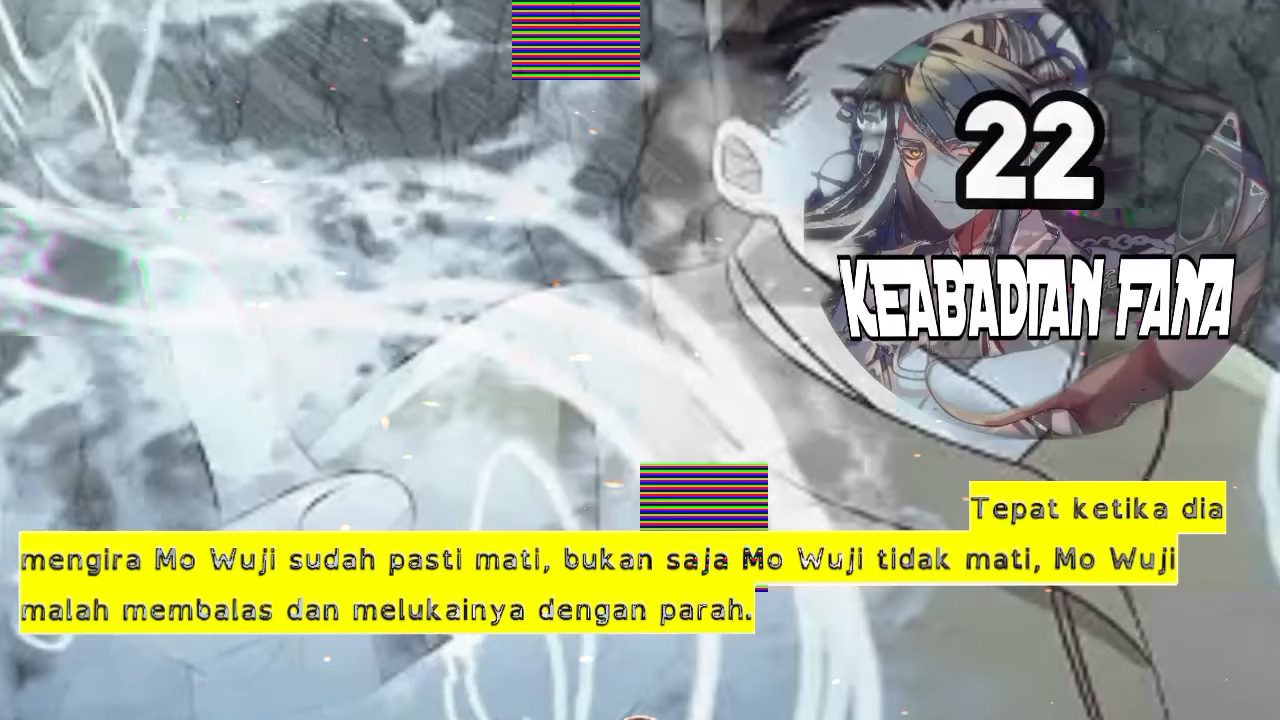 22
KEABADIAN FANA
Tepat ketika dia
mengira Mo Wuji sudah pasti mati, bukan saja Mo Wuji tidak mati, Mo Wuji
malah membalas dan melukainya dengan parah.